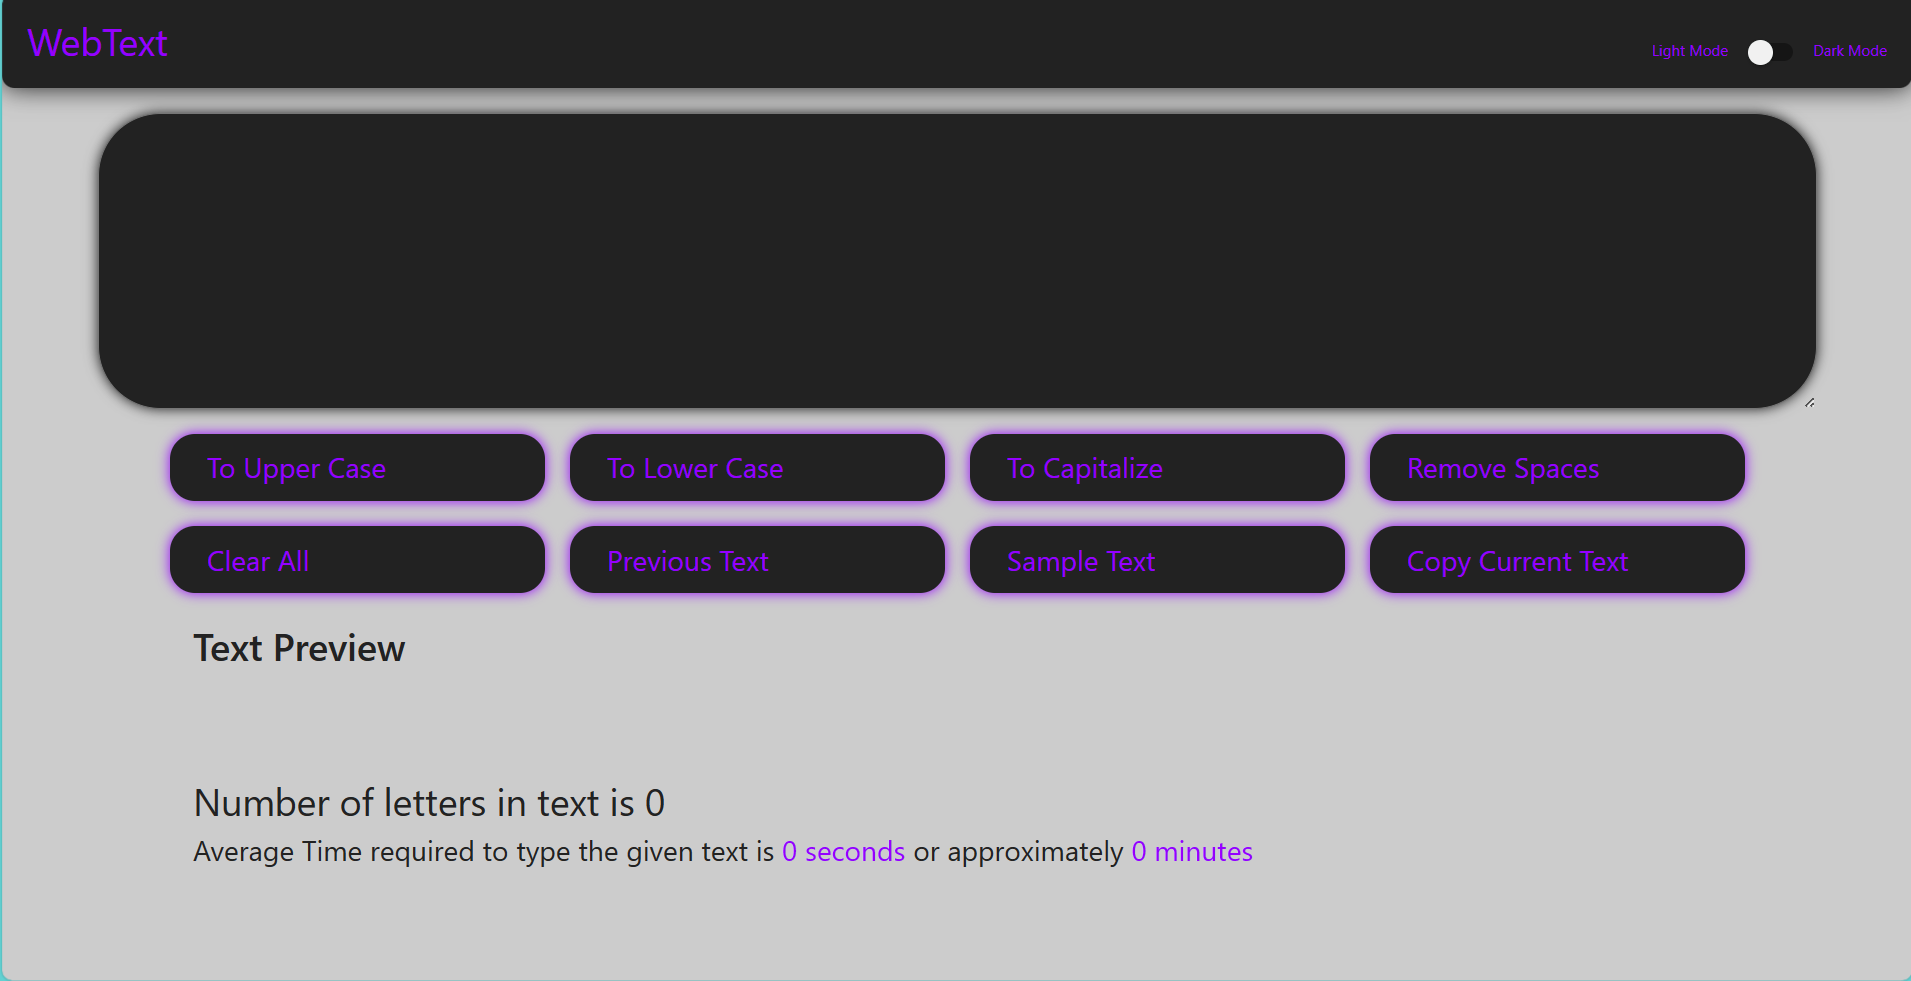 WebText
Light Mode Dark Mode
To Upper Case To Lower Case To Capitalize Remove Spaces
Clear All Previous Text Sample Text Copy Current Text
Text Preview
Number of letters in text is 0
Average Time required to type the given text is 0 seconds or approximately 0 minutes